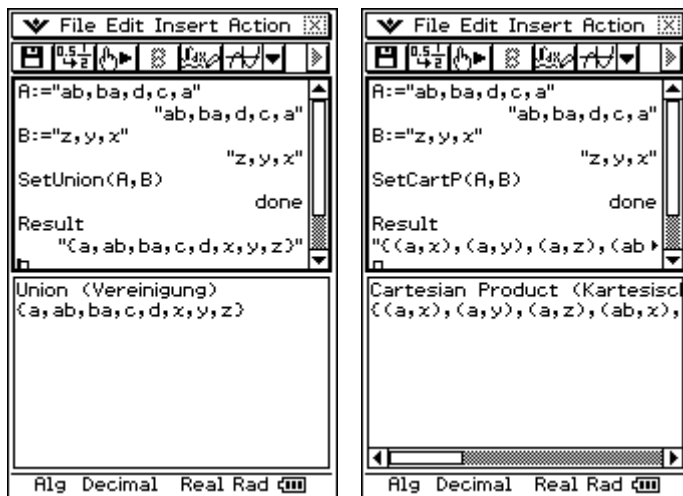 File Edit Insert Action
A:="ab,ba,d,c,a"
"ab,ba,d,c,a"
B:="z,y,x"
"z,y,x"
SetUnion(A,B)
done
Result
"{a,ab,ba,c,d,x,y,z}"
Union (Vereinigung)
{a,ab,ba,c,d,x,y,z}
Alg Decimal Real Rad
File Edit Insert Action
A:="ab,ba,d,c,a"
"ab,ba,d,c,a"
B:="z,y,x"
"z,y,x"
SetCartP(A,B)
done
Result
"{(a,x),(a,y),(a,z),(ab
Cartesian Product (Kartesisc
{(a,x),(a,y),(a,z),(ab,x),
Alg Decimal Real Rad